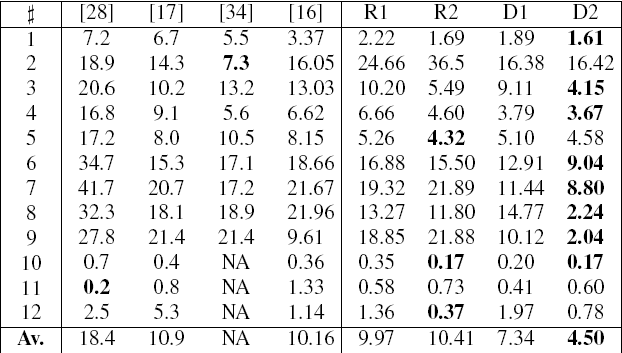 ♯ [28] [17] [34] [16] R1 R2 D1 D2
1 7.2 6.7 5.5 3.37 2.22 1.69 1.89 1.61
2 18.9 14.3 7.3 16.05 24.66 36.5 16.38 16.42
3 20.6 10.2 13.2 13.03 10.20 5.49 9.11 4.15
4 16.8 9.1 5.6 6.62 6.66 4.60 3.79 3.67
5 17.2 8.0 10.5 8.15 5.26 4.32 5.10 4.58
6 34.7 15.3 17.1 18.66 16.88 15.50 12.91 9.04
7 41.7 20.7 17.2 21.67 19.32 21.89 11.44 8.80
8 32.3 18.1 18.9 21.96 13.27 11.80 14.77 2.24
9 27.8 21.4 21.4 9.61 18.85 21.88 10.12 2.04
10 0.7 0.4 NA 0.36 0.35 0.17 0.20 0.17
11 0.2 0.8 NA 1.33 0.58 0.73 0.41 0.60
12 2.5 5.3 NA 1.14 1.36 0.37 1.97 0.78
Av. 18.4 10.9 NA 10.16 9.97 10.41 7.34 4.50